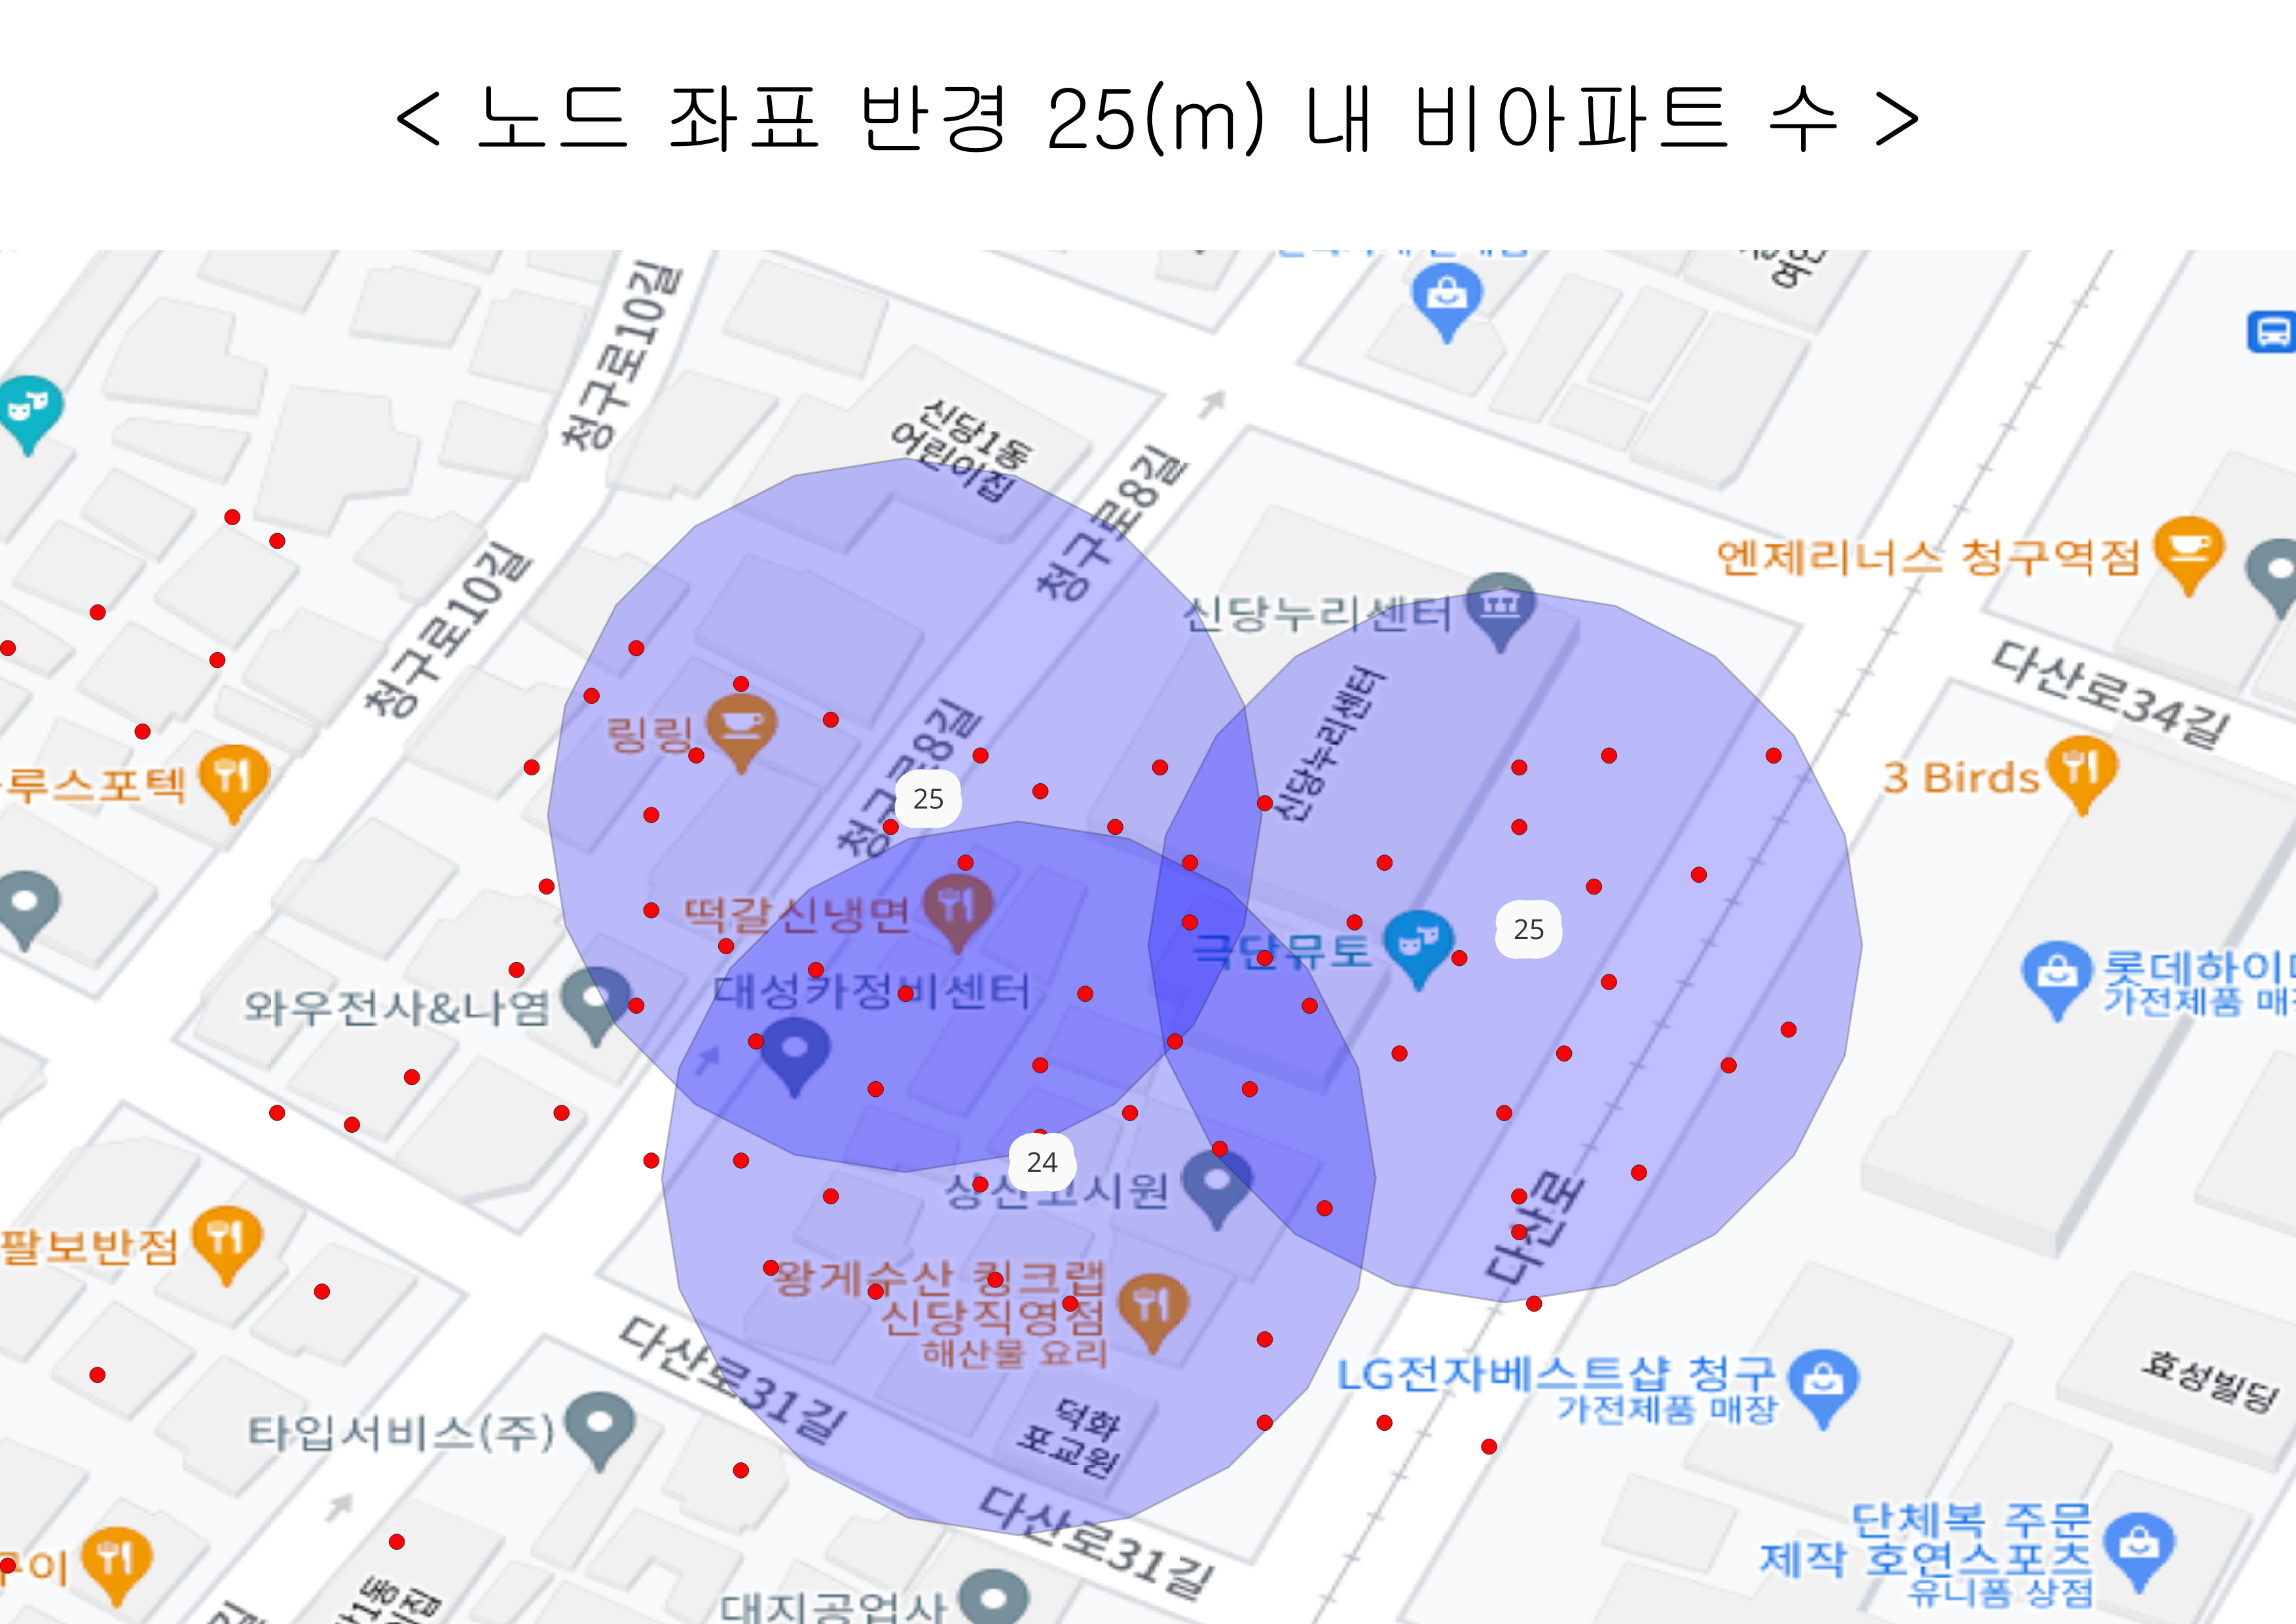 < 노드 좌표 반경 25(m) 내 비아파트 수 >
청구로10길
신당1동
어린이집
청구로8길
엔제리너스 청구역점
신당누리센터
청구로10길
신당누리센터
다산로34길
링링
청구로8길
3 Birds
루스포텍
25
떡갈신냉면
25
극단뮤토
롯데하이
가전제품 매
대성카정비센터
와우전사&나염
24
상선고시원
다산로
팔보반점
왕게수산 킹크랩
신당직영점
해산물 요리
다산로31길
LG전자베스트샵 청구
가전제품 매장
효성빌딩
타입서비스(주)
덕화
포교원
다산로31길
단체복 주문
제작 호연스포츠
유니폼 상점
구이
대지공업사